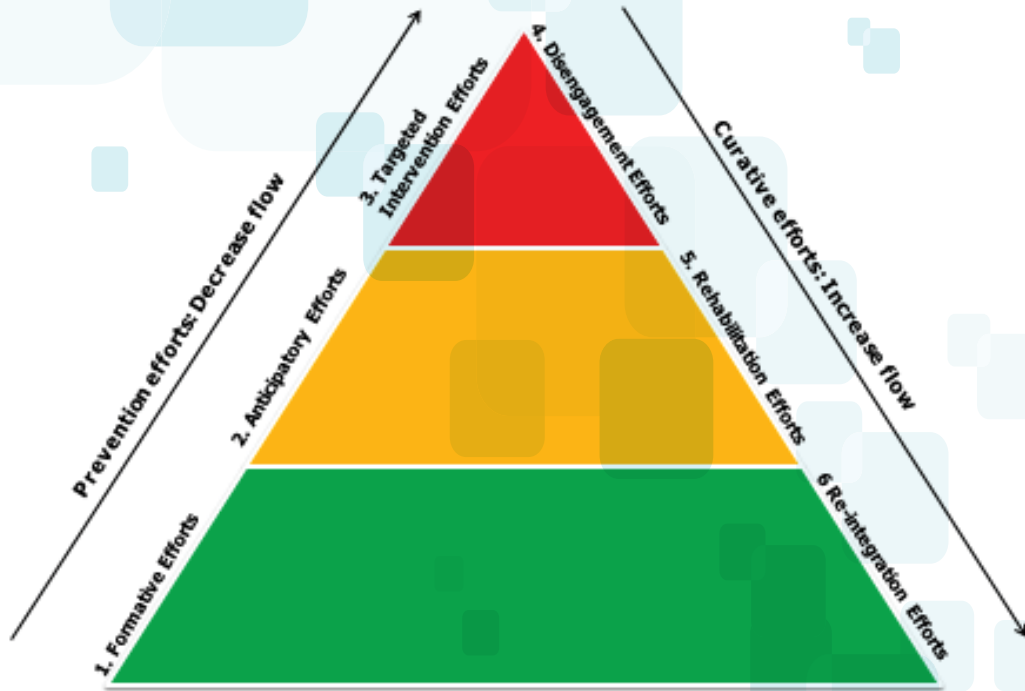 Prevention efforts: Decrease flow
1. Formative Efforts
2. Anticipatory Efforts
3. Targeted
Intervention Efforts
4. Disengagement Efforts
5. Rehabilitation Efforts
6 Re-integration Efforts
Curative efforts: Increase flow